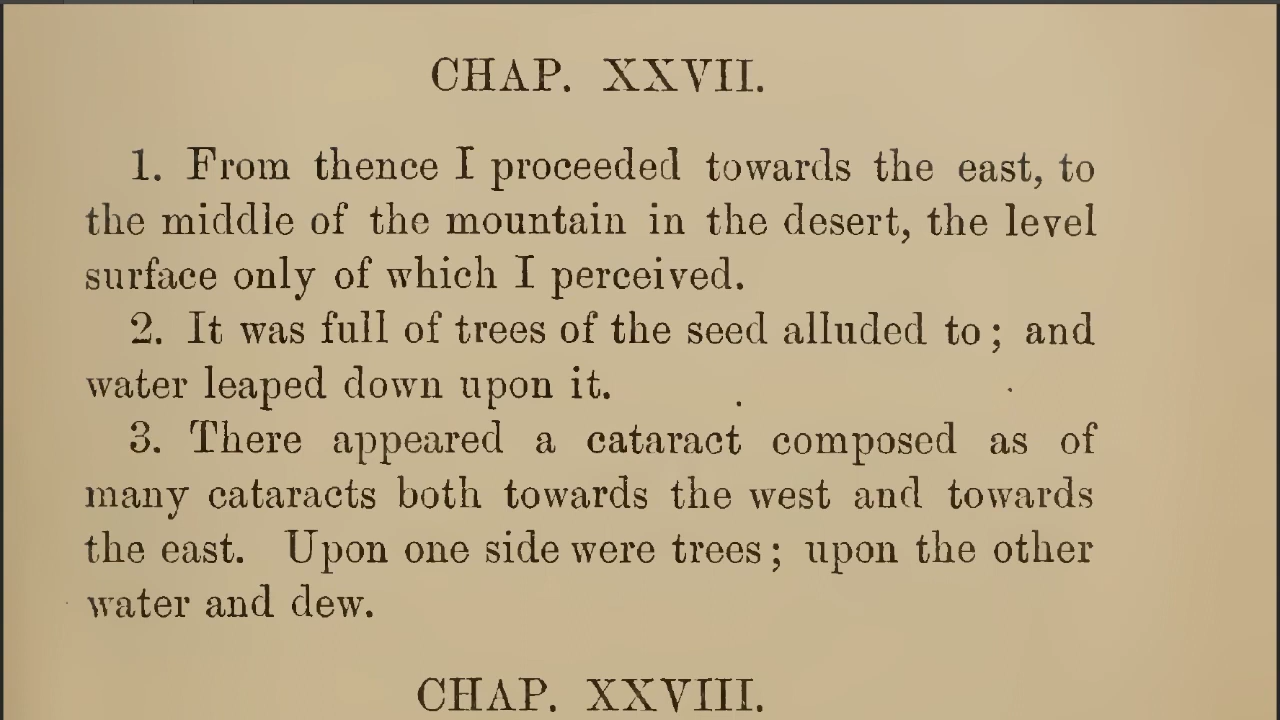 CHAP. XXVII.
1. From thence I proceeded towards the east, to
the middle of the mountain in the desert, the level
surface only of which I perceived.
2. It was full of trees of the seed alluded to; and
water leaped down upon it.
3. There appeared a cataract composed as of
many cataracts both towards the west and towards
the east. Upon one side were trees; upon the other
water and dew.
CHAP. XXVIII.